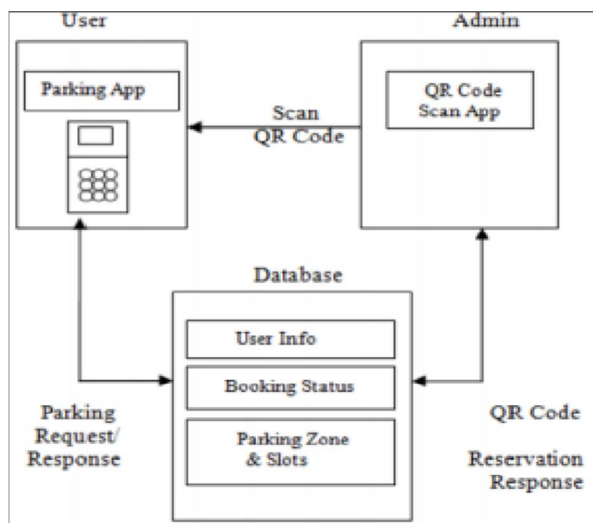 User
Admin
Parking App
QR Code
Scan App
Scan
QR Code
Database
User Info
Booking Status
Parking Zone
& Slots
Parking
Request/
Response
QR Code
Reservation
Response